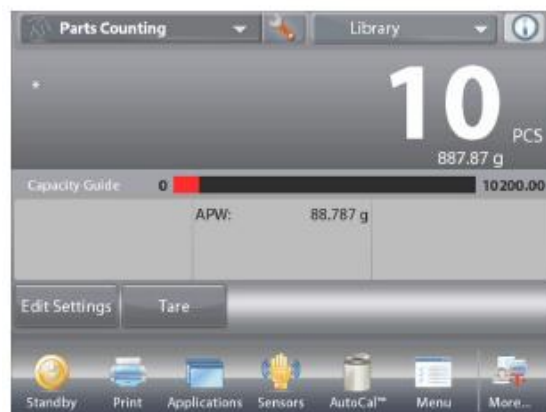 Parts Counting Library
*
10 PCS
887.87 g
Capacity Guide 0 10200.00
APW: 88.787 g
Edit Settings Tare
Standby Print Applications Sensors AutoCal™ Menu More...